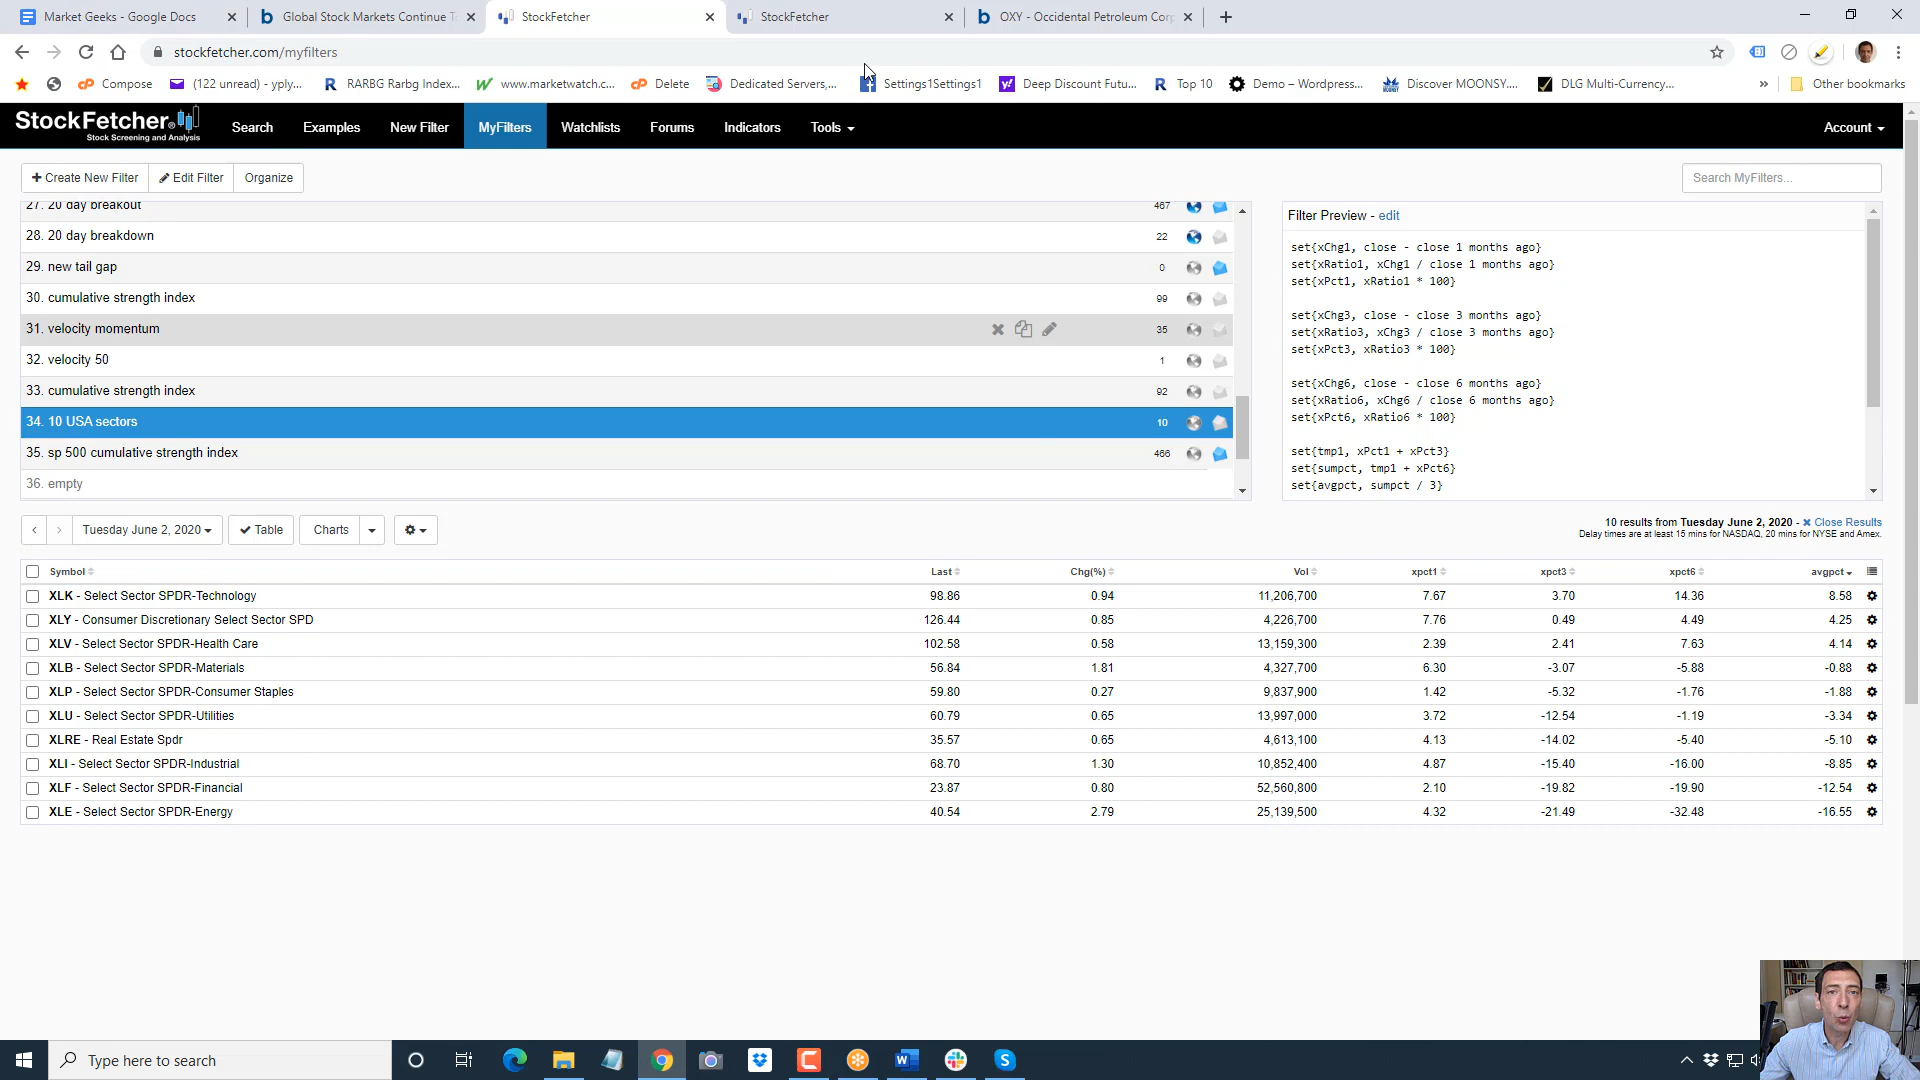 Market Geeks - Google Docs
Global Stock Markets Continue T
StockFetcher
StockFetcher
OXY - Occidental Petroleum Corp
stockfetcher.com/myfilters
Compose
(122 unread) - yply...
RARBG Rarbg Index...
www.marketwatch.c...
Delete
Dedicated Servers,...
Settings1Settings1
Deep Discount Futu...
Top 10
Demo – Wordpress...
Discover MOONSY....
DLG Multi-Currency...
»
Other bookmarks
StockFetcher
Stock Screening and Analysis
Search
Examples
New Filter
MyFilters
Watchlists
Forums
Indicators
Tools
Account
+ Create New Filter
Edit Filter
Organize
Search MyFilters...
27. 20 day breakout 467
28. 20 day breakdown 22
29. new tail gap 0
30. cumulative strength index 99
31. velocity momentum 35
32. velocity 50 1
33. cumulative strength index 92
34. 10 USA sectors 10
35. sp 500 cumulative strength index 466
36. empty
Filter Preview - edit
set{xChg1, close - close 1 months ago}
set{xRatio1, xChg1 / close 1 months ago}
set{xPct1, xRatio1 * 100}
set{xChg3, close - close 3 months ago}
set{xRatio3, xChg3 / close 3 months ago}
set{xPct3, xRatio3 * 100}
set{xChg6, close - close 6 months ago}
set{xRatio6, xChg6 / close 6 months ago}
set{xPct6, xRatio6 * 100}
set{tmp1, xPct1 + xPct3}
set{sumpct, tmp1 + xPct6}
set{avgpct, sumpct / 3}
Tuesday June 2, 2020
Table
Charts
10 results from Tuesday June 2, 2020 - Close Results
Delay times are at least 15 mins for NASDAQ, 20 mins for NYSE and Amex.
Symbol Last Chg(%) Vol xpct1 xpct3 xpct6 avgpct
XLK - Select Sector SPDR-Technology 98.86 0.94 11,206,700 7.67 3.70 14.36 8.58
XLY - Consumer Discretionary Select Sector SPD 126.44 0.85 4,226,700 7.76 0.49 4.49 4.25
XLV - Select Sector SPDR-Health Care 102.58 0.58 13,159,300 2.39 2.41 7.63 4.14
XLB - Select Sector SPDR-Materials 56.84 1.81 4,327,700 6.30 -3.07 -5.88 -0.88
XLP - Select Sector SPDR-Consumer Staples 59.80 0.27 9,837,900 1.42 -5.32 -1.76 -1.88
XLU - Select Sector SPDR-Utilities 60.79 0.65 13,997,000 3.72 -12.54 -1.19 -3.34
XLRE - Real Estate Spdr 35.57 0.65 4,613,100 4.13 -14.02 -5.40 -5.10
XLI - Select Sector SPDR-Industrial 68.70 1.30 10,852,400 4.87 -15.40 -16.00 -8.85
XLF - Select Sector SPDR-Financial 23.87 0.80 52,560,800 2.10 -19.82 -19.90 -12.54
XLE - Select Sector SPDR-Energy 40.54 2.79 25,139,500 4.32 -21.49 -32.48 -16.55
Type here to search